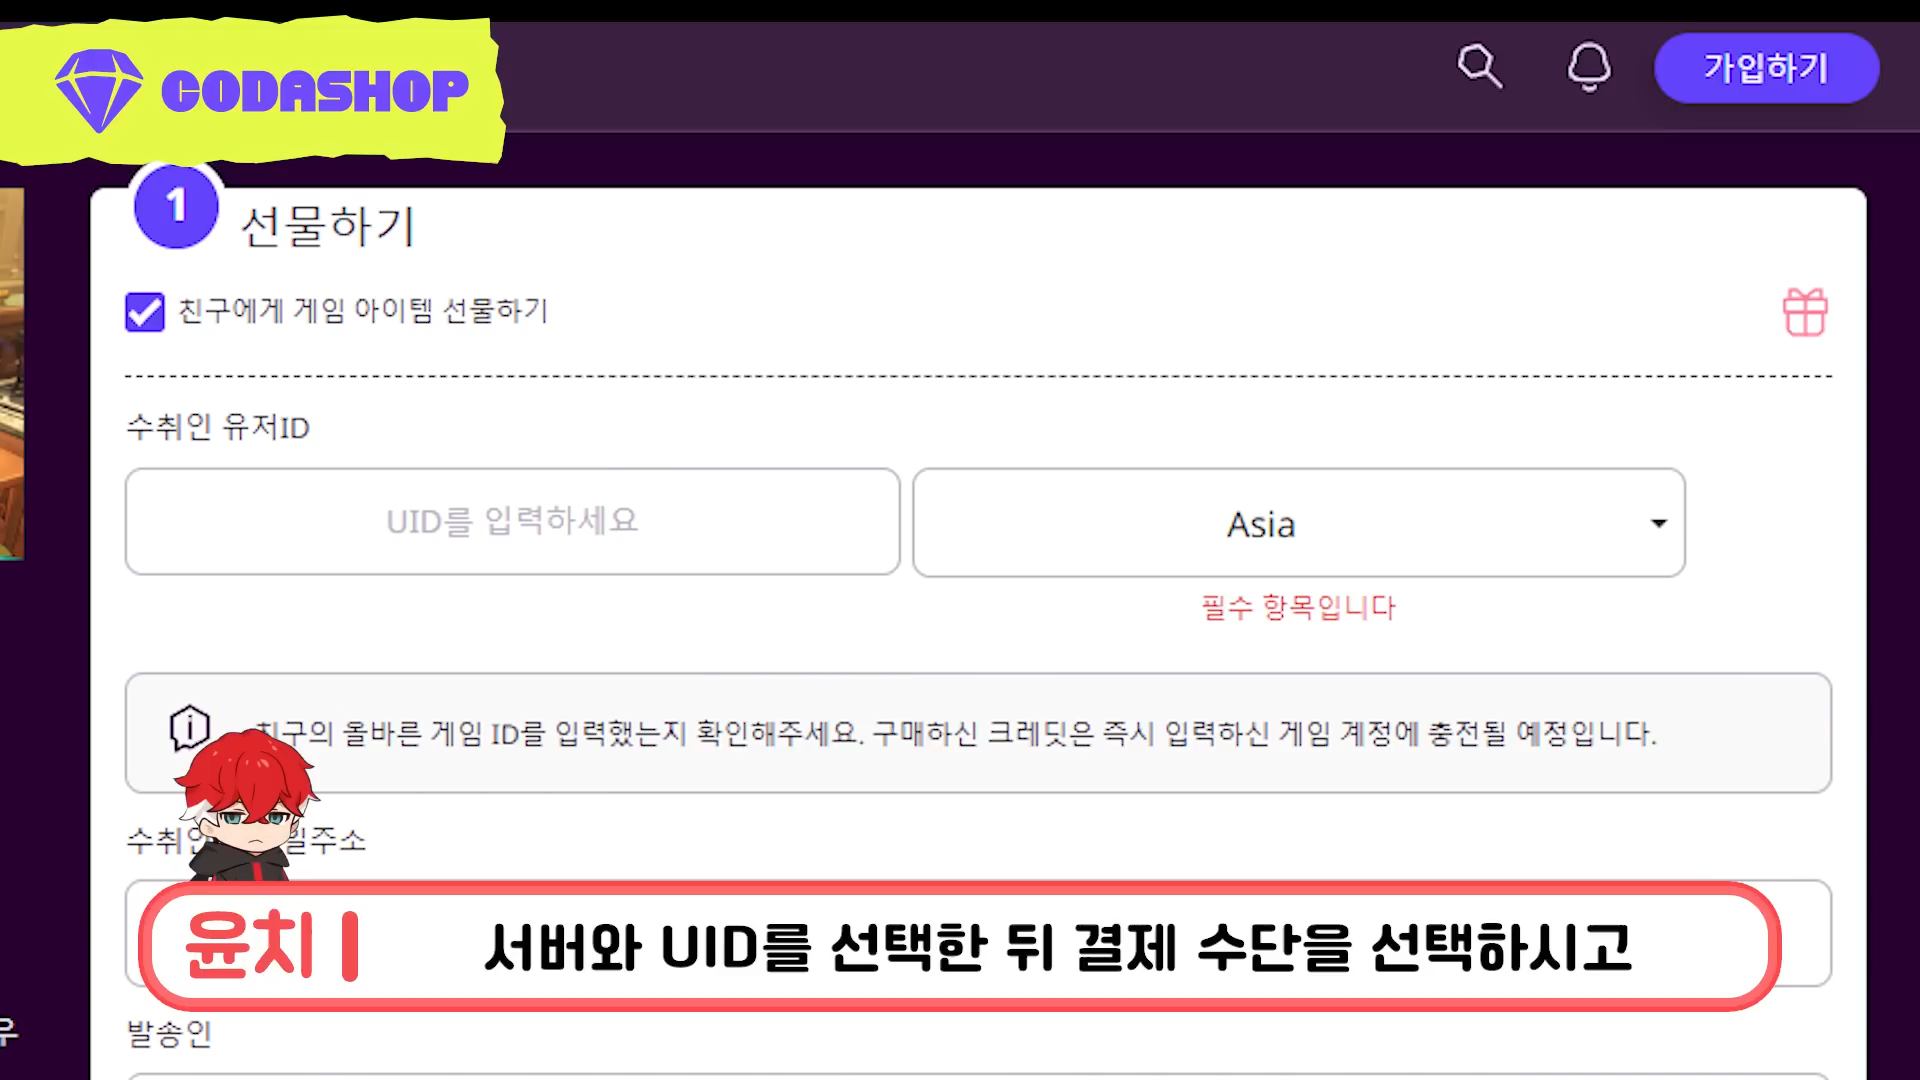 CODASHOP
가입하기
1
선물하기
친구에게 게임 아이템 선물하기
수취인 유저ID
UID를 입력하세요
Asia
필수 항목입니다
친구의 올바른 게임 ID를 입력했는지 확인해주세요. 구매하신 크레딧은 즉시 입력하신 게임 계정에 충전될 예정입니다.
윤치
서버와 UID를 선택한 뒤 결제 수단을 선택하시고
발송인